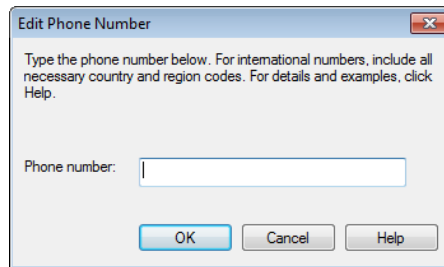 Edit Phone Number
Type the phone number below. For international numbers, include all
necessary country and region codes. For details and examples, click
Help.
Phone number:
OK Cancel Help